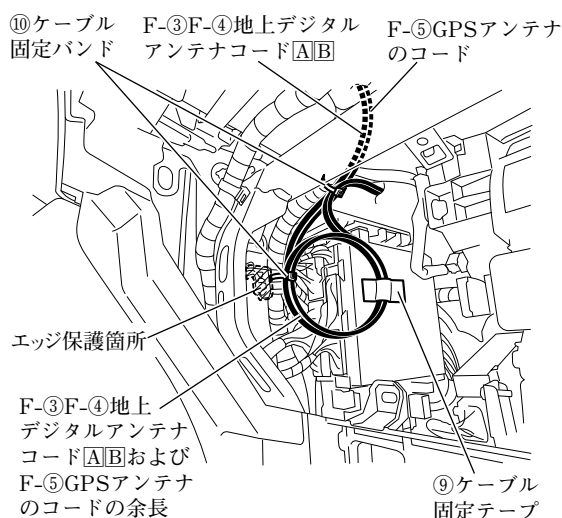 ⑩ケーブル
固定バンド
F-③F-④地上デジタル
アンテナコードAB
F-⑤GPSアンテナ
のコード
エッジ保護箇所
F-③F-④地上
デジタルアンテナ
コードABおよび
F-⑤GPSアンテナ
のコードの余長
⑨ケーブル
固定テープ